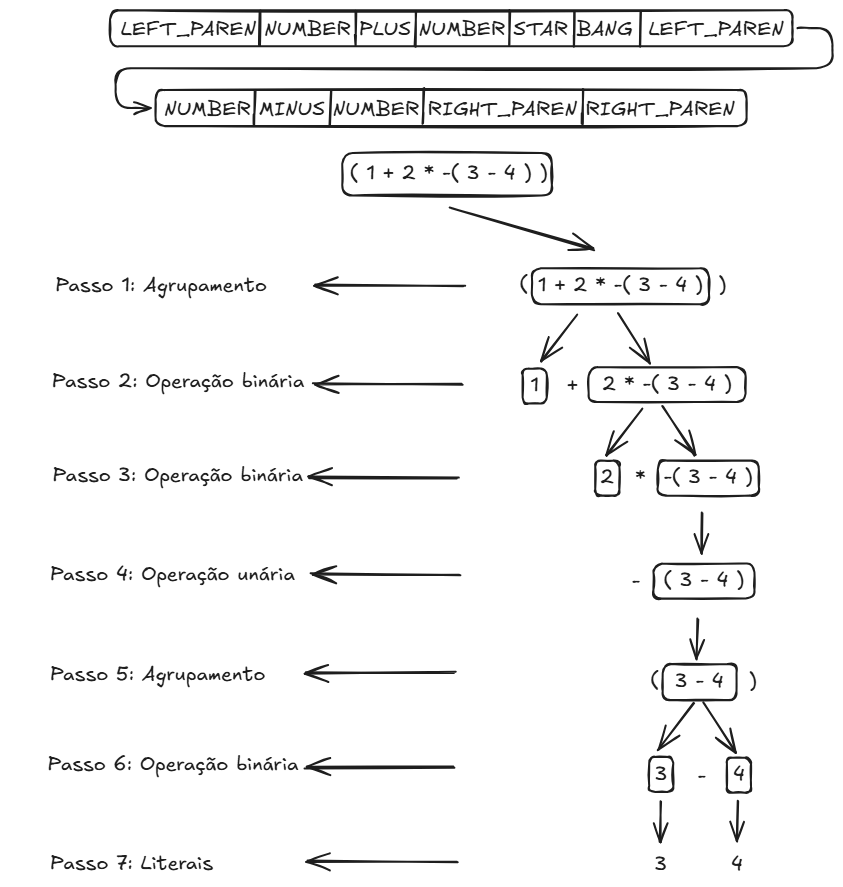 LEFT_PAREN NUMBER PLUS NUMBER STAR BANG LEFT_PAREN
NUMBER MINUS NUMBER RIGHT_PAREN RIGHT_PAREN
( 1 + 2 * -( 3 - 4 ) )
Passo 1: Agrupamento
( 1 + 2 * -( 3 - 4 ) )
Passo 2: Operação binária
1 + 2 * -( 3 - 4 )
Passo 3: Operação binária
2 * -( 3 - 4 )
Passo 4: Operação unária
- ( 3 - 4 )
Passo 5: Agrupamento
( 3 - 4 )
Passo 6: Operação binária
3 - 4
Passo 7: Literais
3 4